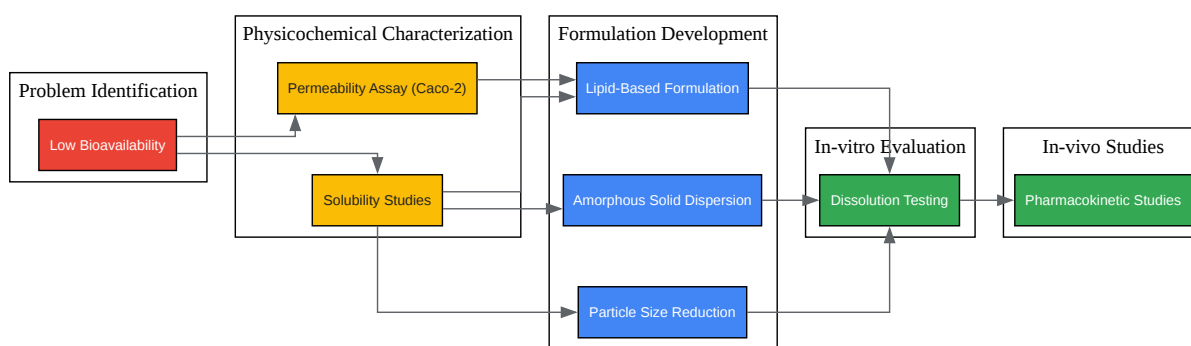 Problem Identification
Low Bioavailability
Physicochemical Characterization
Permeability Assay (Caco-2)
Solubility Studies
Formulation Development
Lipid-Based Formulation
Amorphous Solid Dispersion
Particle Size Reduction
In-vitro Evaluation
Dissolution Testing
In-vivo Studies
Pharmacokinetic Studies